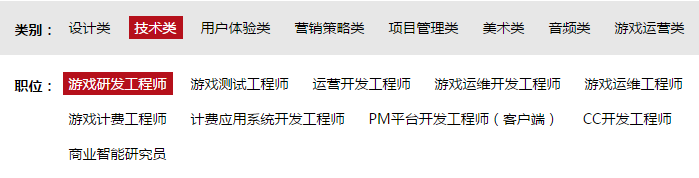 类别： 设计类 技术类 用户体验类 营销策略类 项目管理类 美术类 音频类 游戏运营类
职位： 游戏研发工程师 游戏测试工程师 运营开发工程师 游戏运维开发工程师 游戏运维工程师
游戏计费工程师 计费应用系统开发工程师 PM平台开发工程师（客户端） CC开发工程师
商业智能研究员